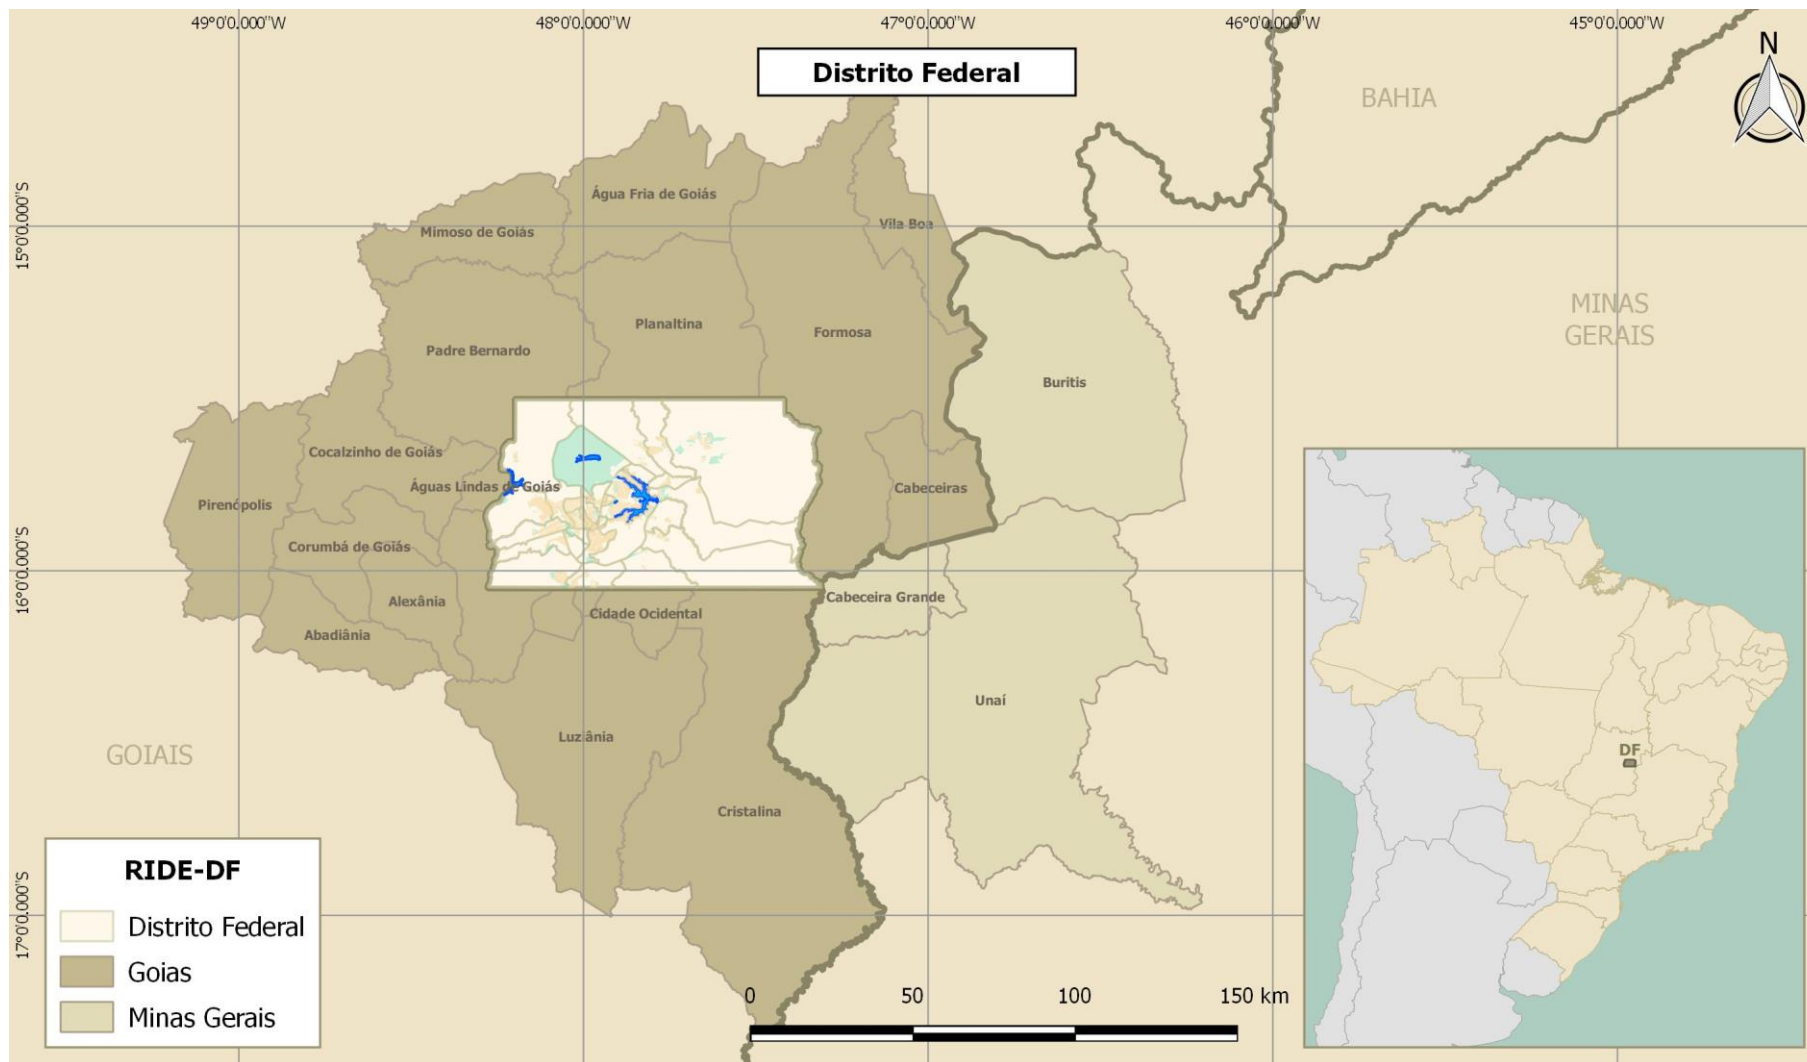 49°0'0.000"W
48°0'0.000"W
47°0'0.000"W
46°0'0.000"W
45°0'0.000"W
N
Distrito Federal
BAHIA
Água Fria de Goiás
Mimoso de Goiás
Vila Boa
15°0'0.000"S
MINAS
GERAIS
Planaltina
Formosa
Padre Bernardo
Buritis
Cocalzinho de Goiás
Águas Lindas de Goiás
Cabeceiras
Pirenópolis
Corumbá de Goiás
16°0'0.000"S
Alexânia
Cabeceira Grande
Cidade Ocidental
Abadiânia
Unaí
Luziânia
GOIAIS
DF
Cristalina
17°0'0.000"S
RIDE-DF
Distrito Federal
Goias
Minas Gerais
0
50
100
150 km